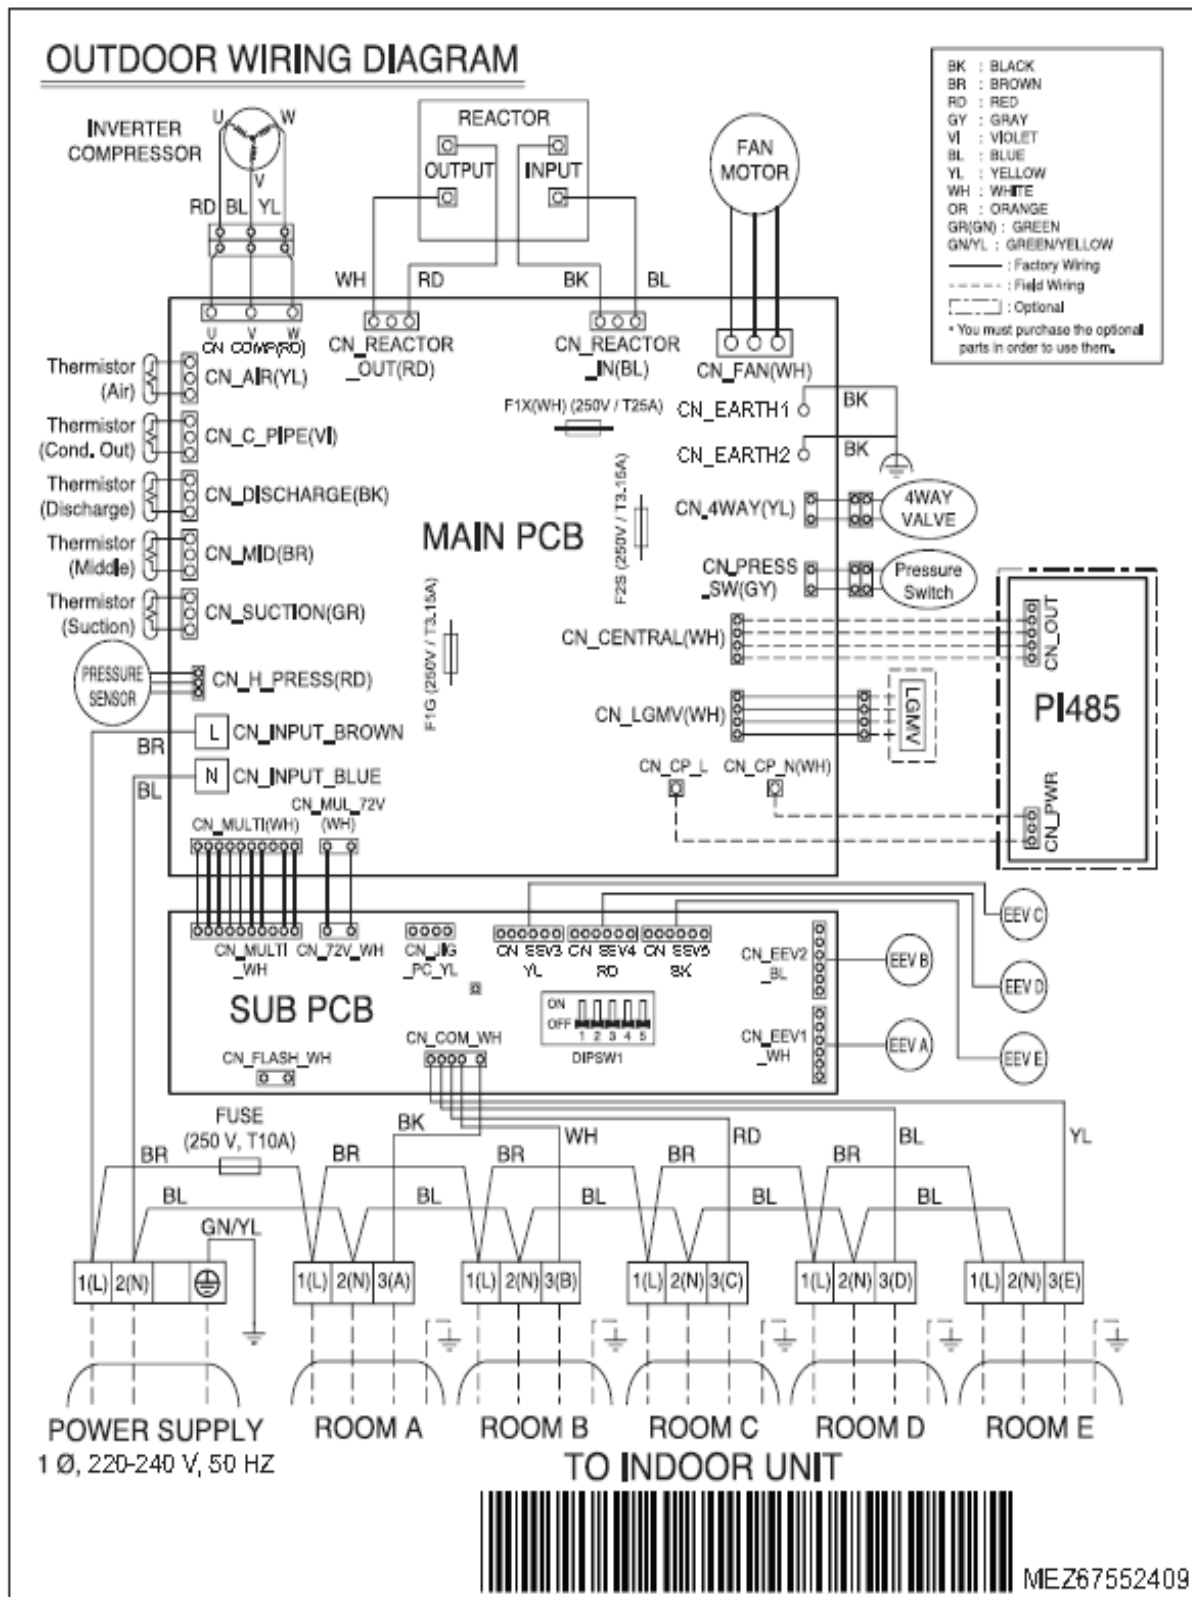 OUTDOOR WIRING DIAGRAM
BK : BLACK
BR : BROWN
RD : RED
GY : GRAY
VI : VIOLET
BL : BLUE
YL : YELLOW
WH : WHITE
OR : ORANGE
GR(GN) : GREEN
GN/YL : GREEN/YELLOW
: Factory Wiring
: Field Wiring
: Optional
* You must purchase the optional
parts in order to use them.
INVERTER
COMPRESSOR
U W
V
RD BL YL
REACTOR
OUTPUT INPUT
WH RD BK BL
FAN
MOTOR
U V W
CN COMP(RD)
CN_REACTOR
_OUT(RD)
CN_REACTOR
_IN(BL)
CN_FAN(WH)
Thermistor
(Air)
CN_AIR(YL)
F1X(WH) (250V / T25A)
CN_EARTH1
BK
Thermistor
(Cond. Out)
CN_C_PIPE(VI)
CN_EARTH2
BK
Thermistor
(Discharge)
CN_DISCHARGE(BK)
MAIN PCB
F2S (250V / T3.15A)
CN_4WAY(YL)
4WAY
VALVE
Thermistor
(Middle)
CN_MID(BR)
CN_PRESS
_SW(GY)
Pressure
Switch
Thermistor
(Suction)
CN_SUCTION(GR)
F1G (250V / T3.15A)
CN_CENTRAL(WH)
CN_OUT
PRESSURE
SENSOR
CN_H_PRESS(RD)
CN_LGMV(WH)
LGMV
PI485
BR
L
CN_INPUT_BROWN
BL
N
CN_INPUT_BLUE
CN_CP_L CN_CP_N(WH)
CN_PWR
CN_MULTI(WH)
CN_MUL_72V
(WH)
CN_MULTI
_WH
CN_72V_WH
CN_JIG
_PC_YL
CN EEV3
YL
CN EEV4
RD
CN EEV5
BK
CN_EEV2
_BL
EEV C
EEV B
EEV D
SUB PCB
ON
OFF
1 2 3 4 5
DIPSW1
CN_EEV1
_WH
EEV A
EEV E
CN_COM_WH
CN_FLASH_WH
FUSE
(250 V, T10A)
BK WH RD BL YL
BR BR BR BR BR
BL BL BL BL BL
GN/YL
1(L) 2(N)
1(L) 2(N) 3(A)
1(L) 2(N) 3(B)
1(L) 2(N) 3(C)
1(L) 2(N) 3(D)
1(L) 2(N) 3(E)
POWER SUPPLY
1 Ø, 220-240 V, 50 HZ
ROOM A ROOM B ROOM C ROOM D ROOM E
TO INDOOR UNIT
MEZ67552409